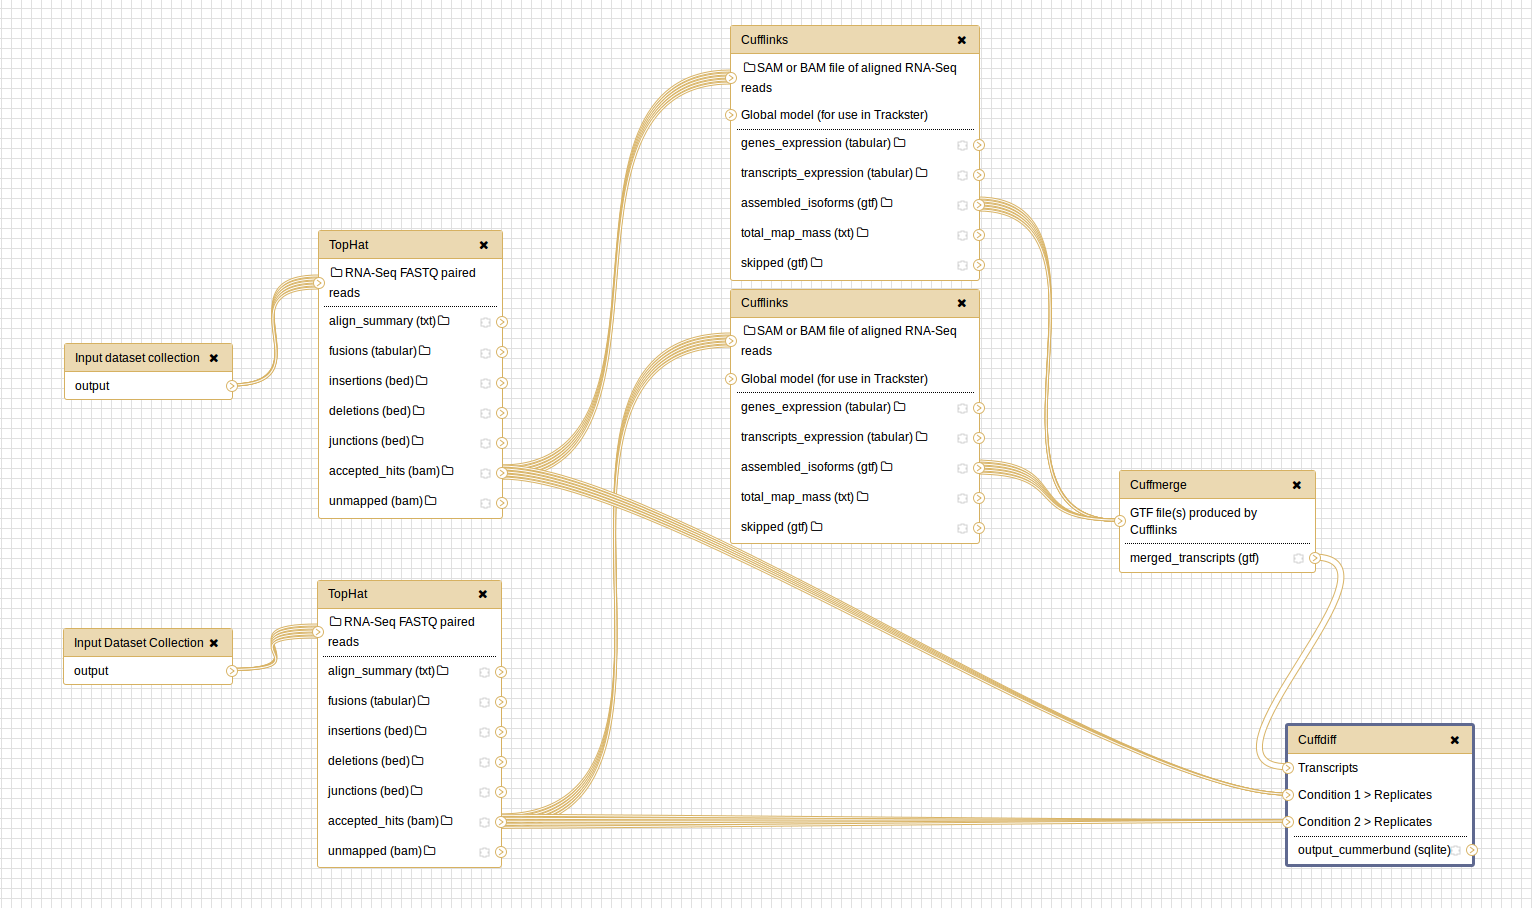 Input dataset collection
output
Input Dataset Collection
output
TopHat
RNA-Seq FASTQ paired
reads
align_summary (txt)
fusions (tabular)
insertions (bed)
deletions (bed)
junctions (bed)
accepted_hits (bam)
unmapped (bam)
TopHat
RNA-Seq FASTQ paired
reads
align_summary (txt)
fusions (tabular)
insertions (bed)
deletions (bed)
junctions (bed)
accepted_hits (bam)
unmapped (bam)
Cufflinks
SAM or BAM file of aligned RNA-Seq
reads
Global model (for use in Trackster)
genes_expression (tabular)
transcripts_expression (tabular)
assembled_isoforms (gtf)
total_map_mass (txt)
skipped (gtf)
Cufflinks
SAM or BAM file of aligned RNA-Seq
reads
Global model (for use in Trackster)
genes_expression (tabular)
transcripts_expression (tabular)
assembled_isoforms (gtf)
total_map_mass (txt)
skipped (gtf)
Cuffmerge
GTF file(s) produced by
Cufflinks
merged_transcripts (gtf)
Cuffdiff
Transcripts
Condition 1 > Replicates
Condition 2 > Replicates
output_cummerbund (sqlite)